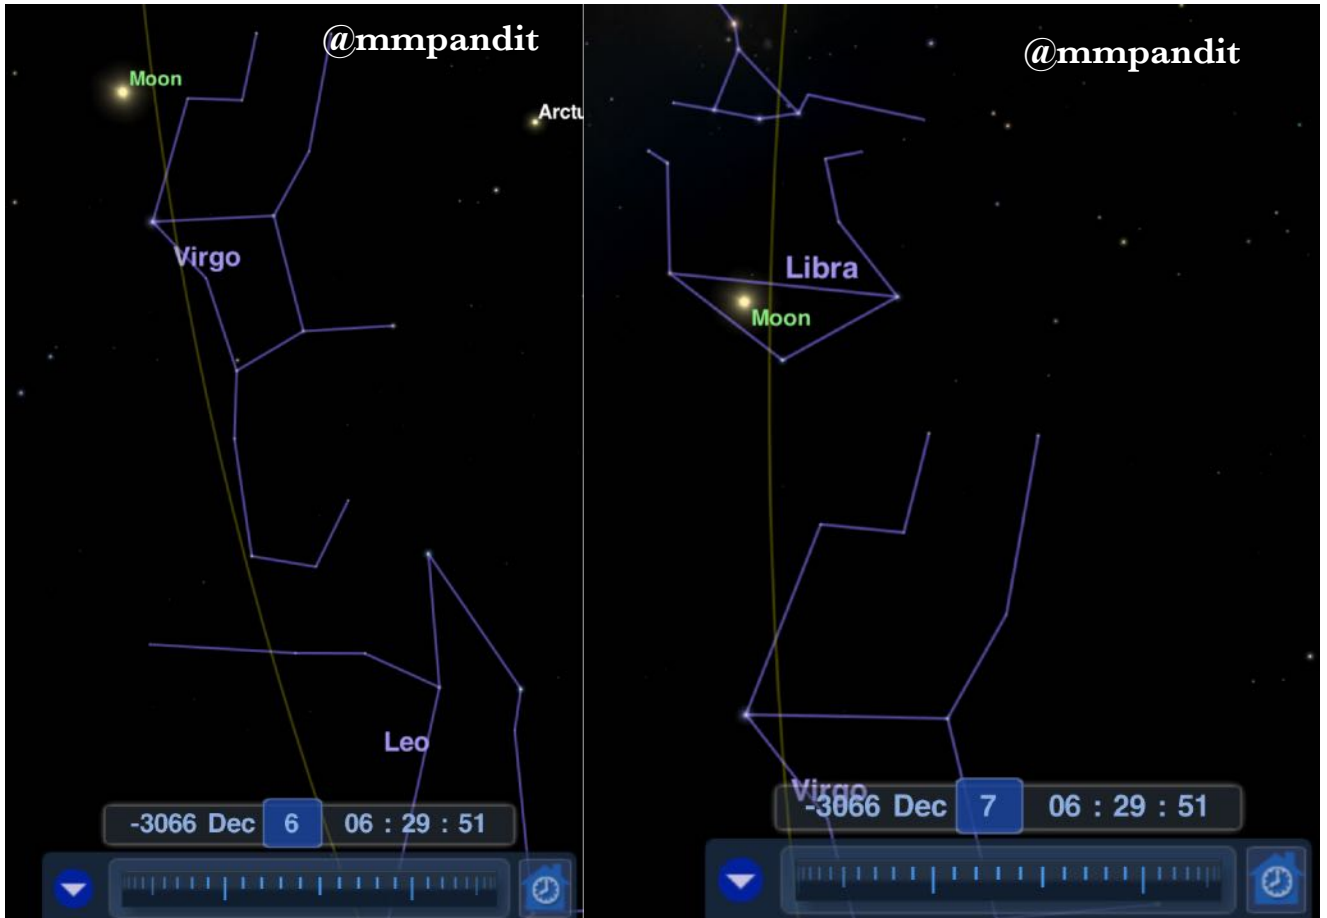 @mmpandit
Moon
Arctu
Virgo
Leo
-3066 Dec 6 06 : 29 : 51
@mmpandit
Libra
Moon
Virgo
-3066 Dec 7 06 : 29 : 51